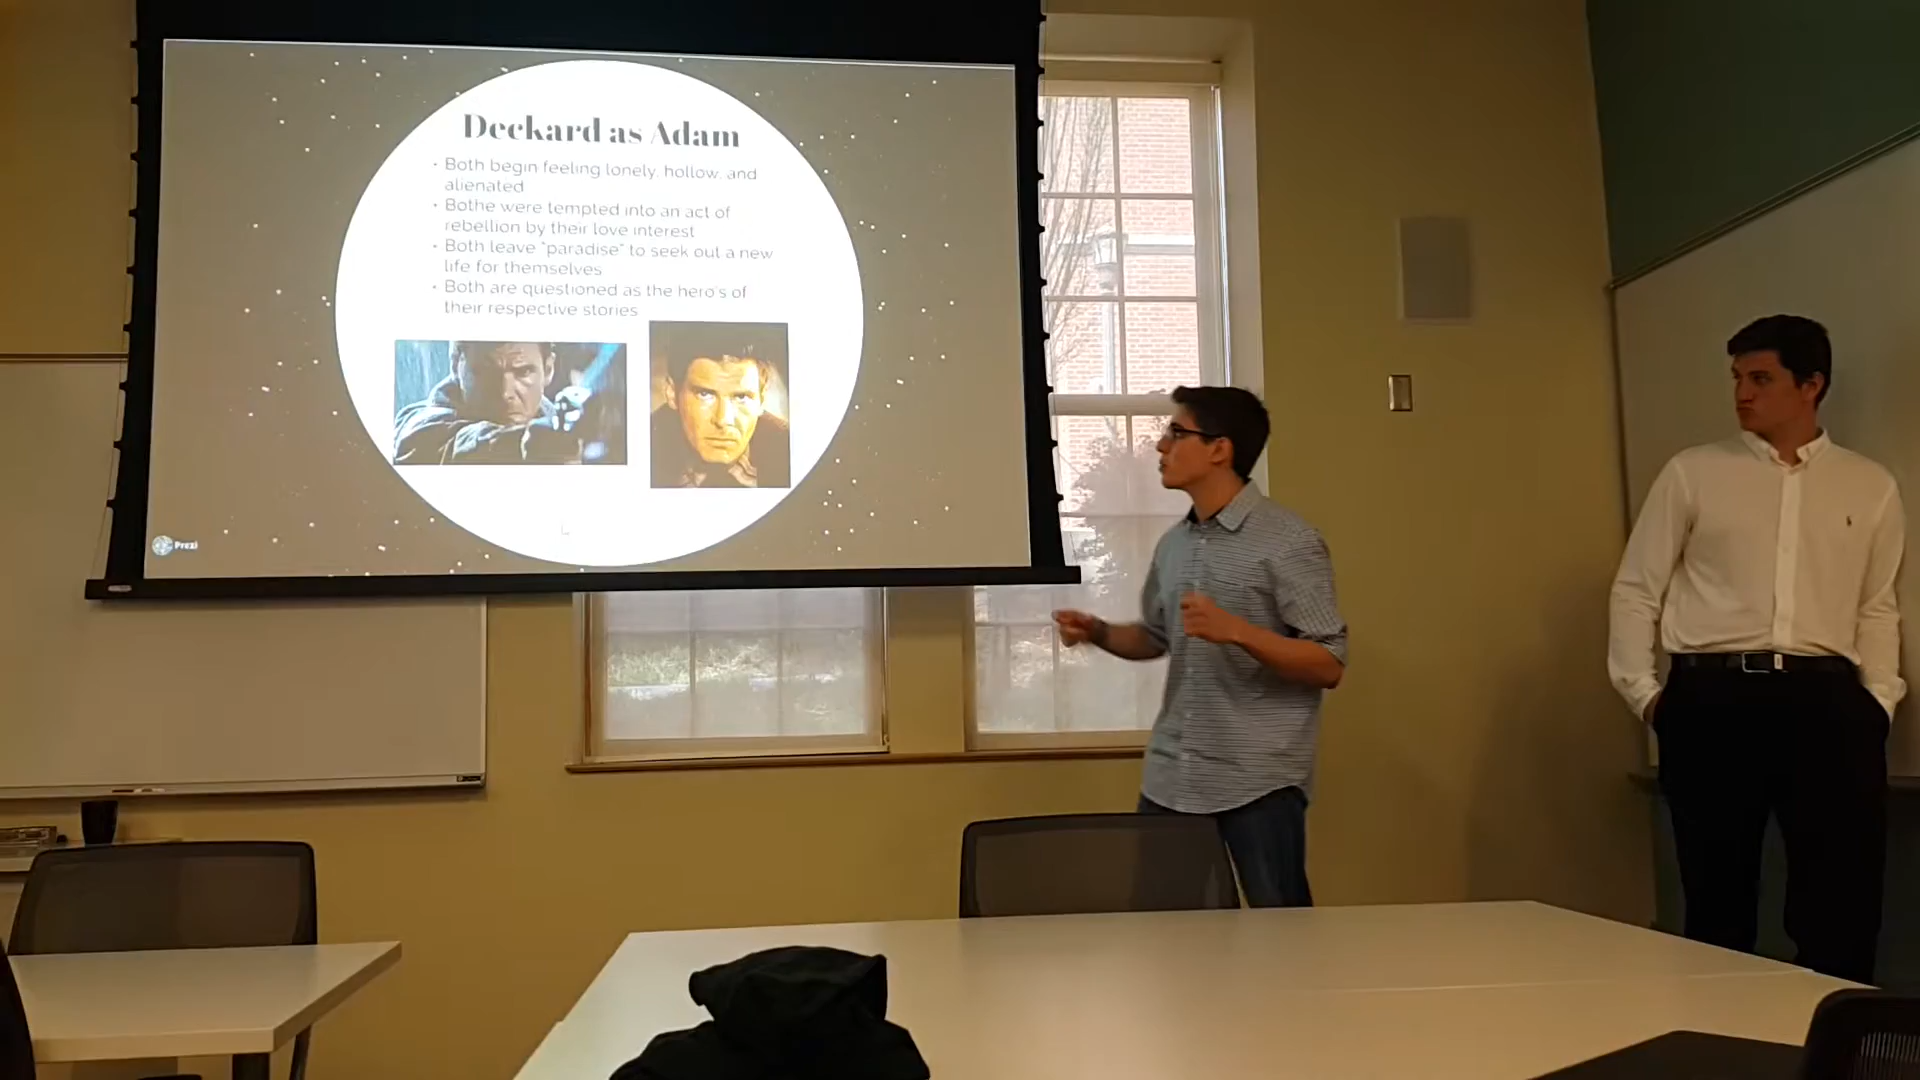 Deckard as Adam
• Both begin feeling lonely, hollow, and
alienated
• Bothe were tempted into an act of
rebellion by their love interest
• Both leave "paradise" to seek out a new
life for themselves
• Both are questioned as the hero's of
their respective stories
Prezi